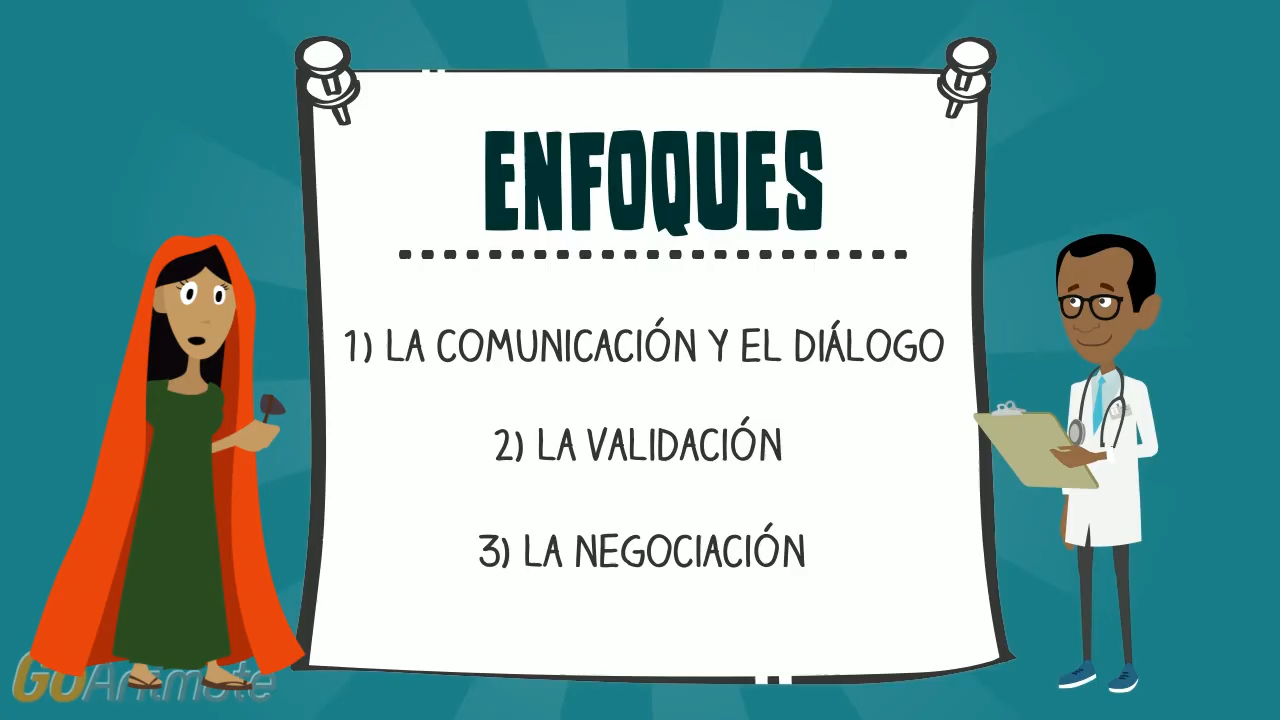 ENFOQUES
1) LA COMUNICACIÓN Y EL DIÁLOGO
2) LA VALIDACIÓN
3) LA NEGOCIACIÓN
GoAnimate